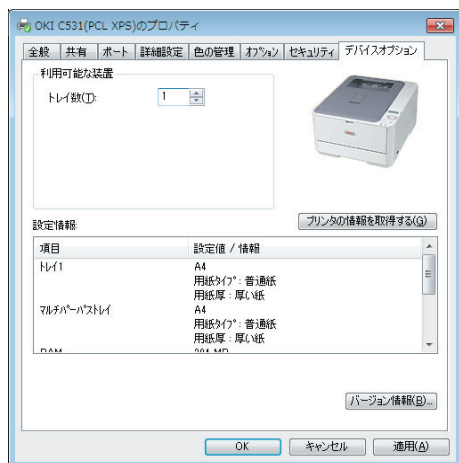 OKI C531(PCL XPS)のプロパティ
全般 共有 ポート 詳細設定 色の管理 オプション セキュリティ デバイスオプション
利用可能な装置
トレイ数(T): 1
プリンタの情報を取得する(G)
設定情報:
項目 設定値 / 情報
トレイ1 A4
用紙タイプ: 普通紙
用紙厚 : 厚い紙
マルチパーパストレイ A4
用紙タイプ: 普通紙
用紙厚 : 厚い紙
RAM
バージョン情報(B)...
OK キャンセル 適用(A)